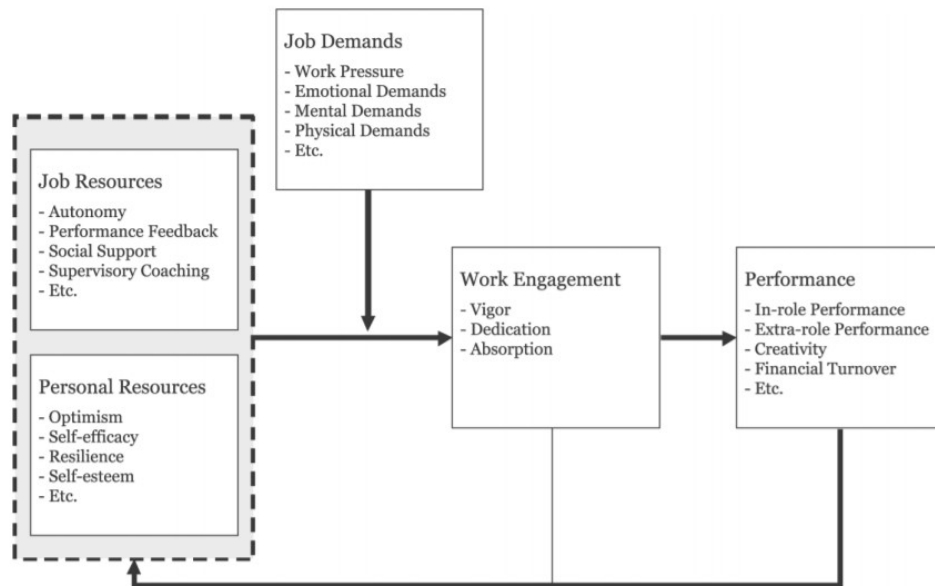 Job Demands
- Work Pressure
- Emotional Demands
- Mental Demands
- Physical Demands
- Etc.
Job Resources
- Autonomy
- Performance Feedback
- Social Support
- Supervisory Coaching
- Etc.
Personal Resources
- Optimism
- Self-efficacy
- Resilience
- Self-esteem
- Etc.
Work Engagement
- Vigor
- Dedication
- Absorption
Performance
- In-role Performance
- Extra-role Performance
- Creativity
- Financial Turnover
- Etc.